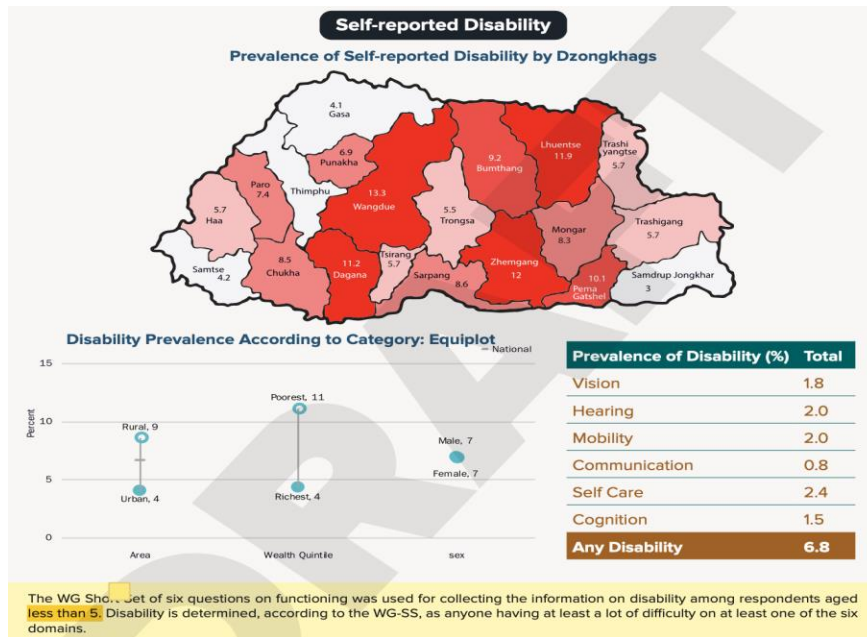 Self-reported Disability
Prevalence of Self-reported Disability by Dzongkhags
4.1
Gasa
6.9
Punakha
Paro
7.4
5.7
Haa
Thimphu
13.3
Wangdue
9.2
Bumthang
Lhuentse
11.9
Trashi
yangtse
5.7
5.5
Trongsa
Mongar
8.3
Trashigang
5.7
Samtse
4.2
8.5
Chukha
11.2
Dagana
Tsirang
5.7
Sarpang
8.6
Zhemgang
12
10.1
Pema
Gatshel
Samdrup Jongkhar
3
Disability Prevalence According to Category: Equiplot
National
15
10
5
0
Percent
Rural, 9
Urban, 4
Poorest, 11
Richest, 4
Male, 7
Female, 7
Area
Wealth Quintile
sex
Prevalence of Disability (%) Total
Vision 1.8
Hearing 2.0
Mobility 2.0
Communication 0.8
Self Care 2.4
Cognition 1.5
Any Disability 6.8
The WG Short Set of six questions on functioning was used for collecting the information on disability among respondents aged
less than 5. Disability is determined, according to the WG-SS, as anyone having at least a lot of difficulty on at least one of the six
domains.
DRAFT